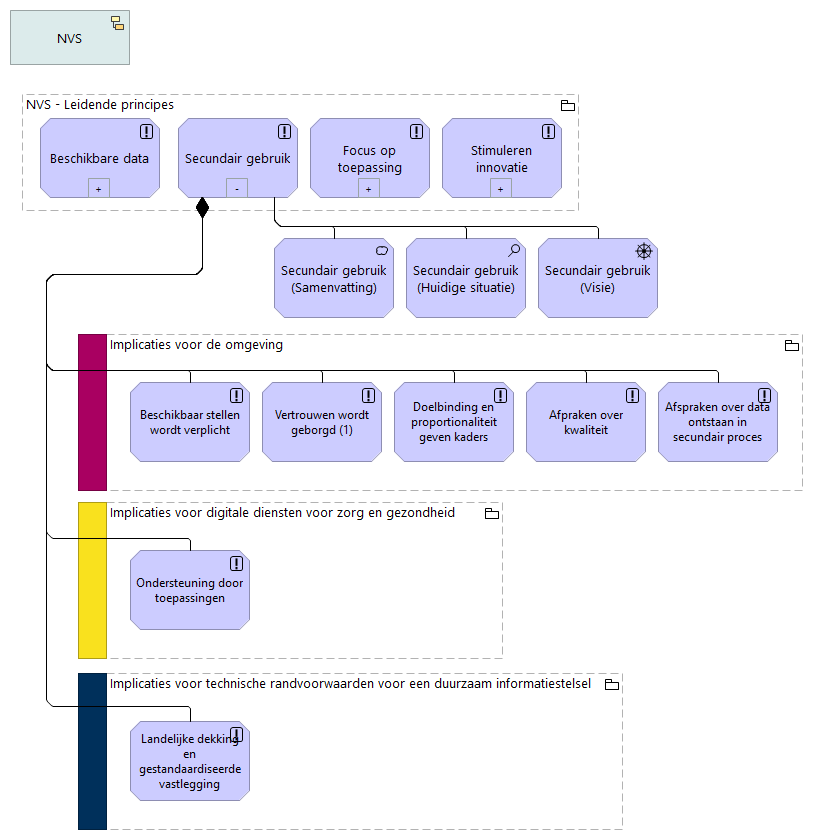 NVS
NVS - Leidende principes
Beschikbare data
+
Secundair gebruik
-
Focus op
toepassing
+
Stimuleren
innovatie
+
Secundair gebruik
(Samenvatting)
Secundair gebruik
(Huidige situatie)
Secundair gebruik
(Visie)
Implicaties voor de omgeving
Beschikbaar stellen
wordt verplicht
Vertrouwen wordt
geborgd (1)
Doelbinding en
proportionaliteit
geven kaders
Afpraken over
kwaliteit
Afspraken over data
ontstaan in
secundair proces
Implicaties voor digitale diensten voor zorg en gezondheid
Ondersteuning door
toepassingen
Implicaties voor technische randvoorwaarden voor een duurzaam informatiestelsel
Landelijke dekking
en
gestandaardiseerde
vastlegging